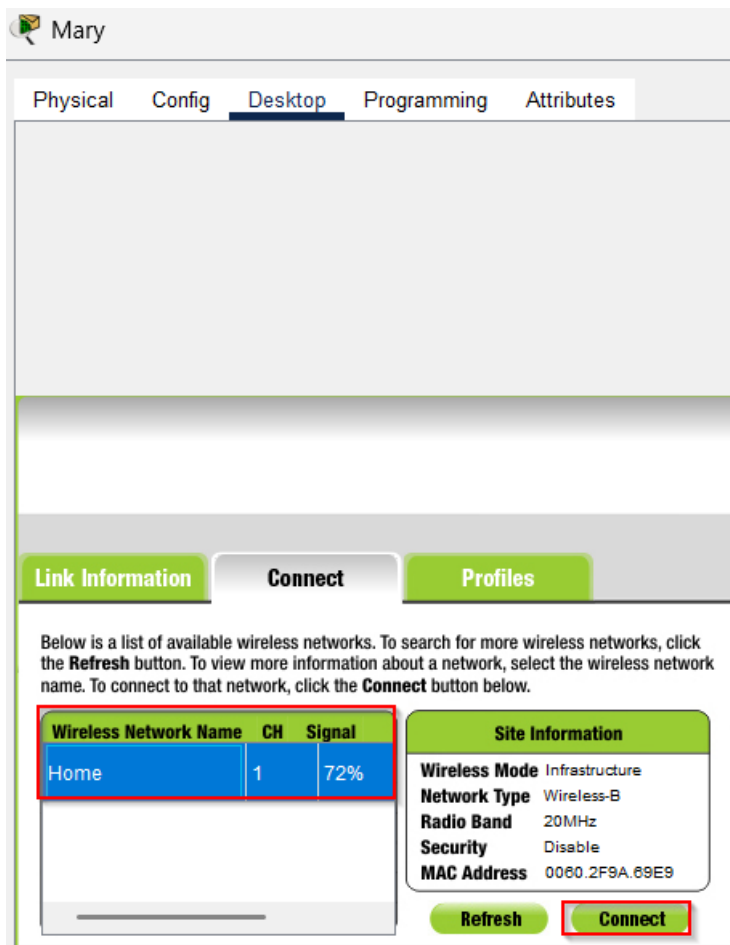 Mary
Physical Config Desktop Programming Attributes
Link Information Connect Profiles
Below is a list of available wireless networks. To search for more wireless networks, click
the Refresh button. To view more information about a network, select the wireless network
name. To connect to that network, click the Connect button below.
Wireless Network Name CH Signal
Home 1 72%
Site Information
Wireless Mode Infrastructure
Network Type Wireless-B
Radio Band 20MHz
Security Disable
MAC Address 0060.2F9A.69E9
Refresh Connect